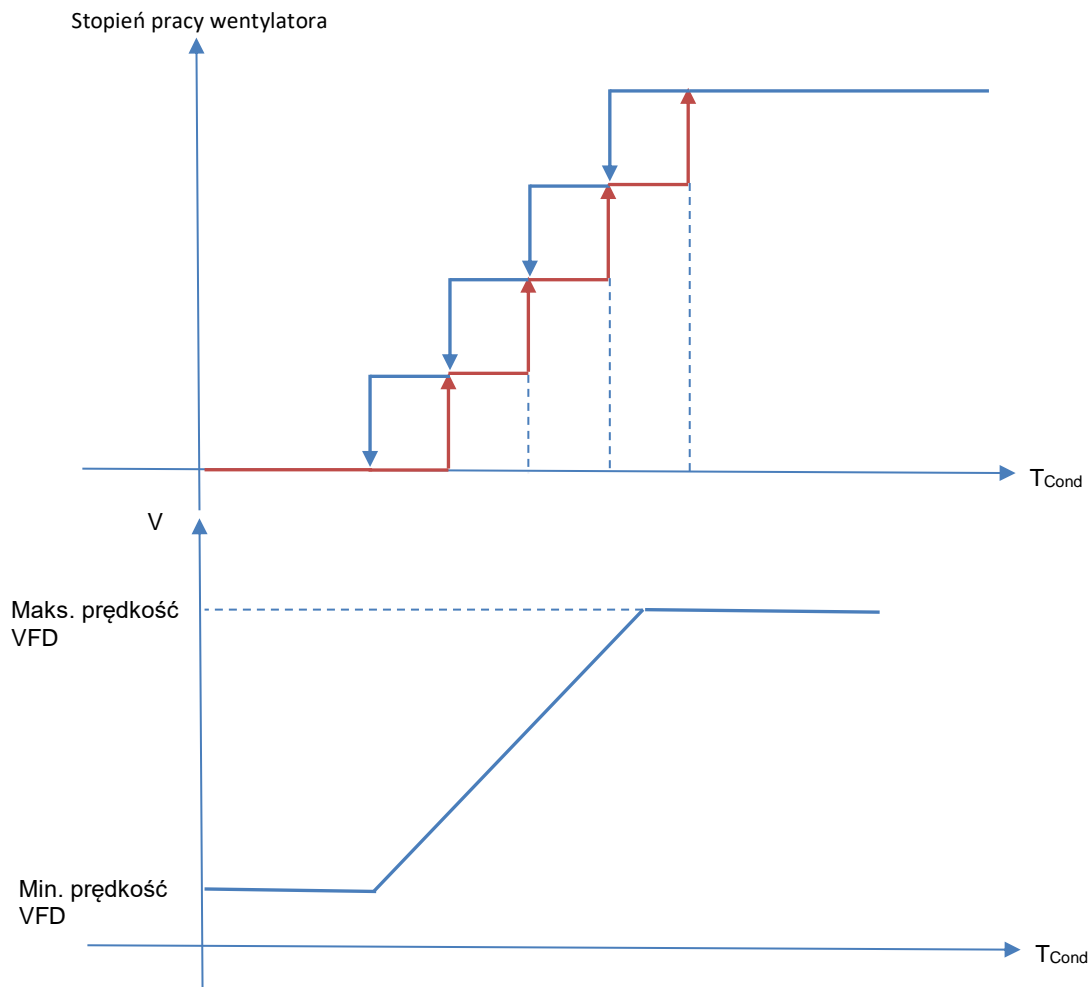 Stopień pracy wentylatora
TCond
V
Maks. prędkość
VFD
Min. prędkość
VFD
TCond